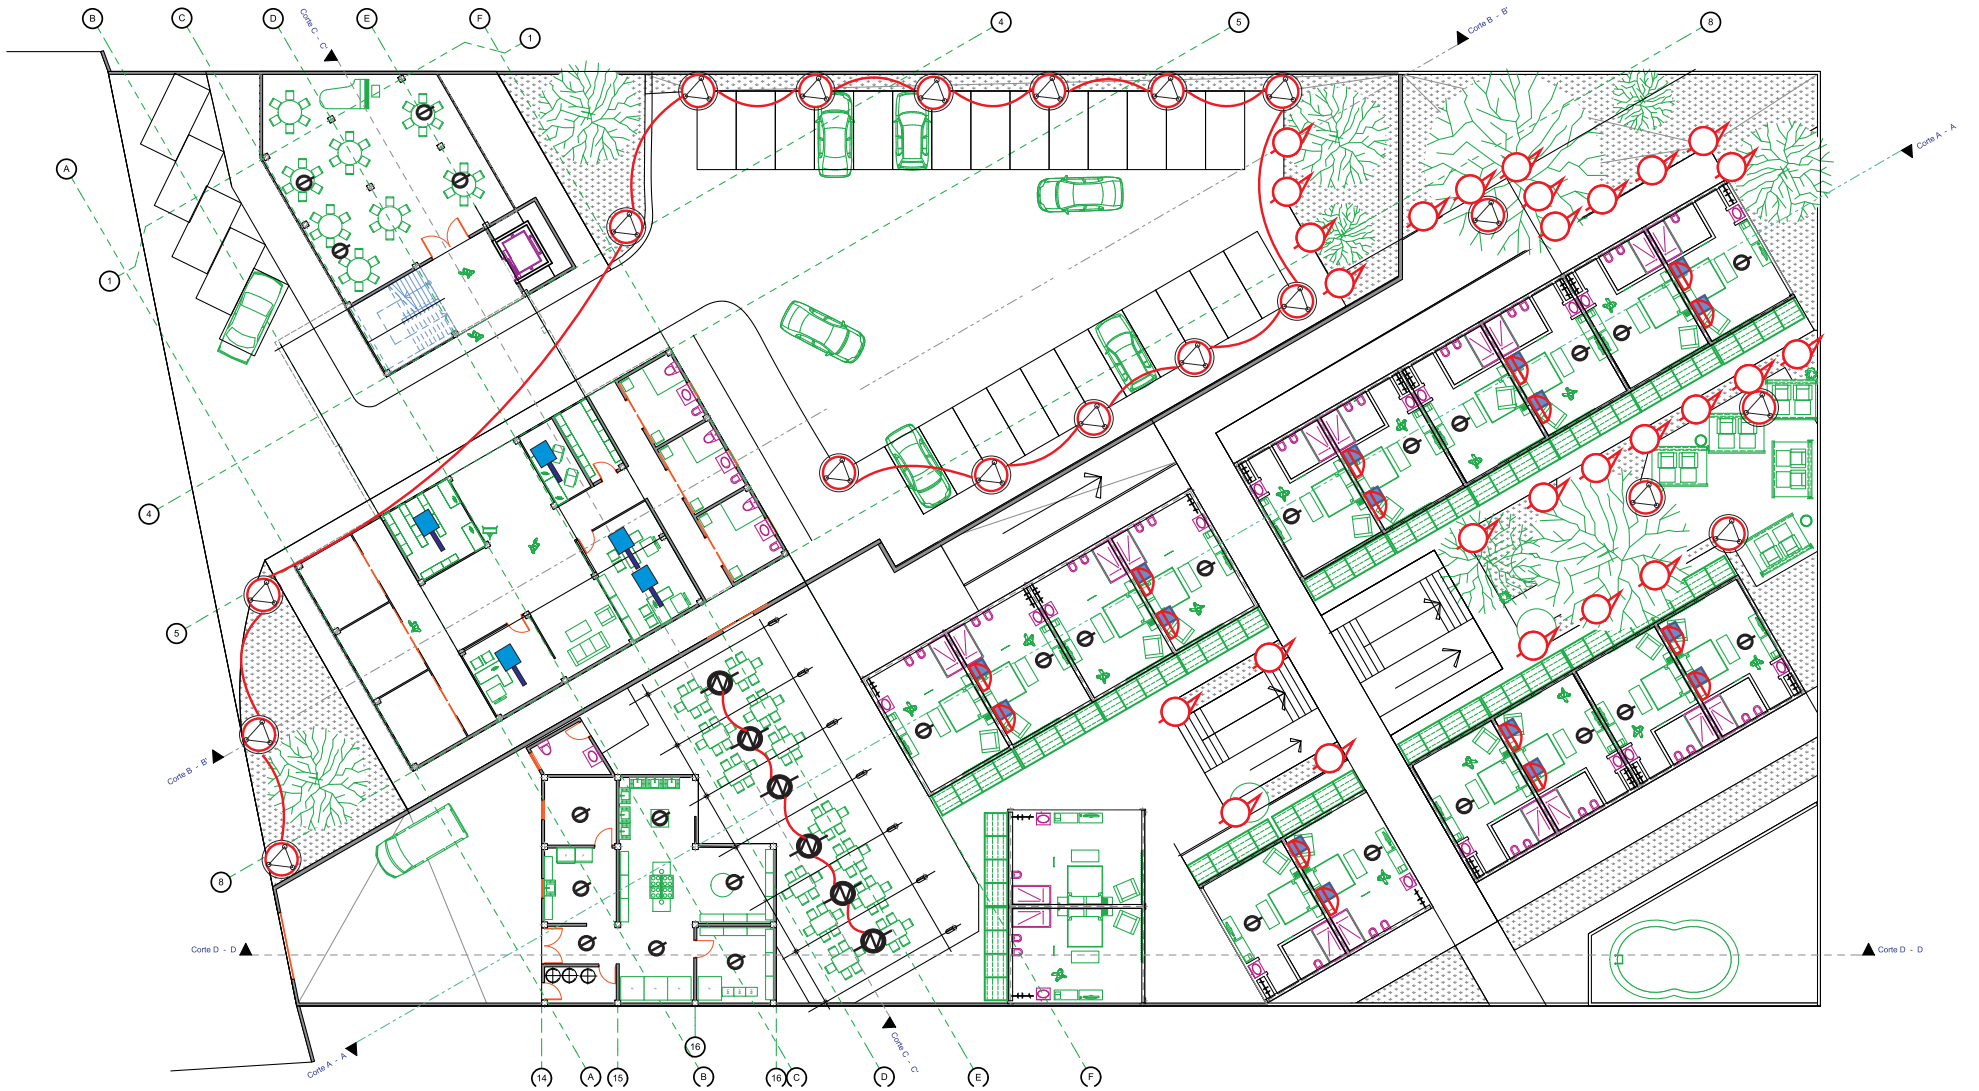 B
C
D
Corte C - C'
E
F
1
4
5
Corte B - B'
8
Corte A - A
A
1
4
5
Corte B - B'
8
Corte D - D
Corte D - D
Corte A - A
14
A
15
16
B
16
C
D
Corte C - C'
E
F